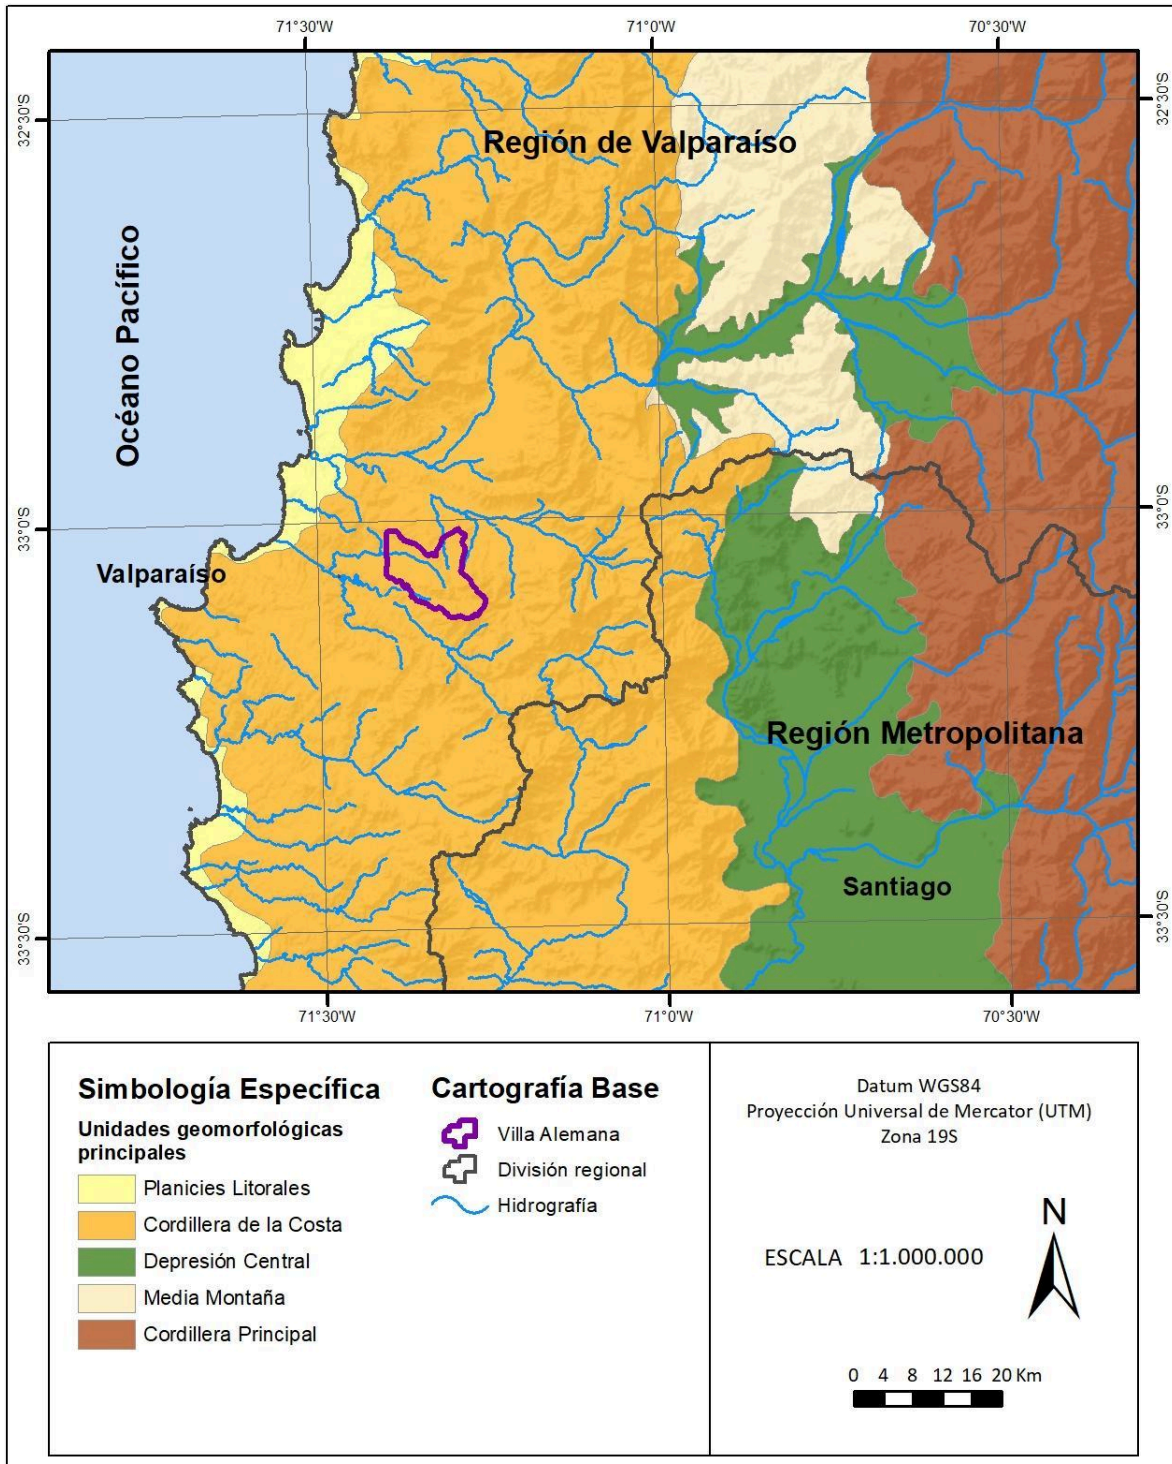 71°30'W
71°0'W
70°30'W
32°30'S
32°30'S
Región de Valparaíso
Océano Pacífico
33°0'S
33°0'S
Valparaíso
Región Metropolitana
Santiago
33°30'S
33°30'S
71°30'W
71°0'W
70°30'W
Simbología Específica
Unidades geomorfológicas
principales
Planicies Litorales
Cordillera de la Costa
Depresión Central
Media Montaña
Cordillera Principal
Cartografía Base
Villa Alemana
División regional
Hidrografía
Datum WGS84
Proyección Universal de Mercator (UTM)
Zona 19S
ESCALA 1:1.000.000
N
0 4 8 12 16 20 Km